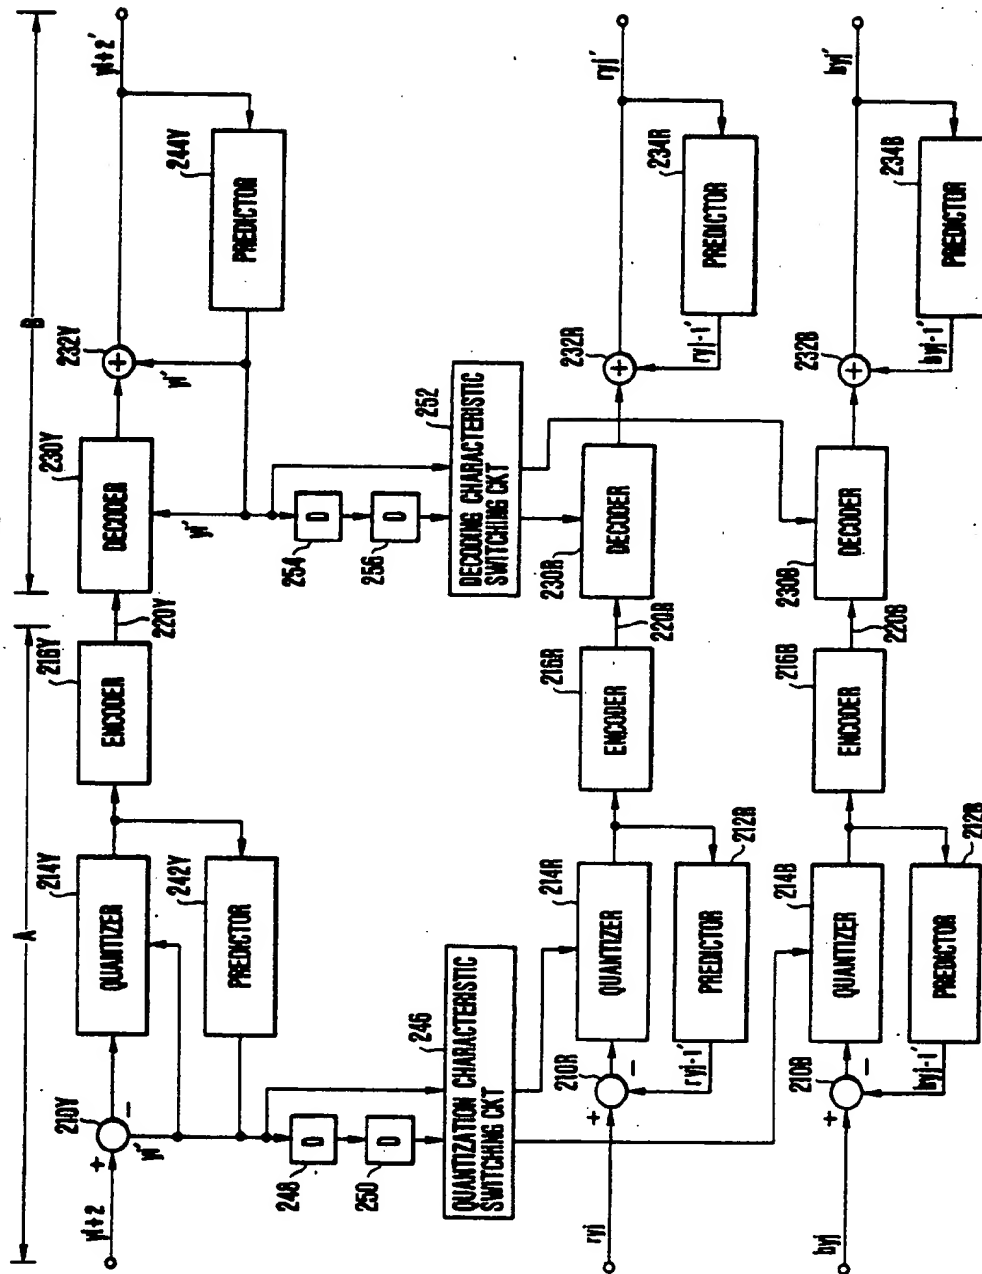 A
B
yi+2
+
210Y
−
yi'
214Y
QUANTIZER
242Y
PREDICTOR
216Y
ENCODER
220Y
230Y
DECODER
yi'
232Y
+
yi'
244Y
PREDICTOR
yi+2'
D
248
D
250
246
QUANTIZATION CHARACTERISTIC
SWITCHING CKT
D
254
D
256
252
DECODING CHARACTERISTIC
SWITCHING CKT
ryj
+
210R
−
ryj-1'
214R
QUANTIZER
212R
PREDICTOR
216R
ENCODER
220R
230R
DECODER
232R
+
ryj-1'
234R
PREDICTOR
ryj'
byj
+
210B
−
byj-1'
214B
QUANTIZER
212B
PREDICTOR
216B
ENCODER
220B
230B
DECODER
232B
+
byj-1'
234B
PREDICTOR
byj'